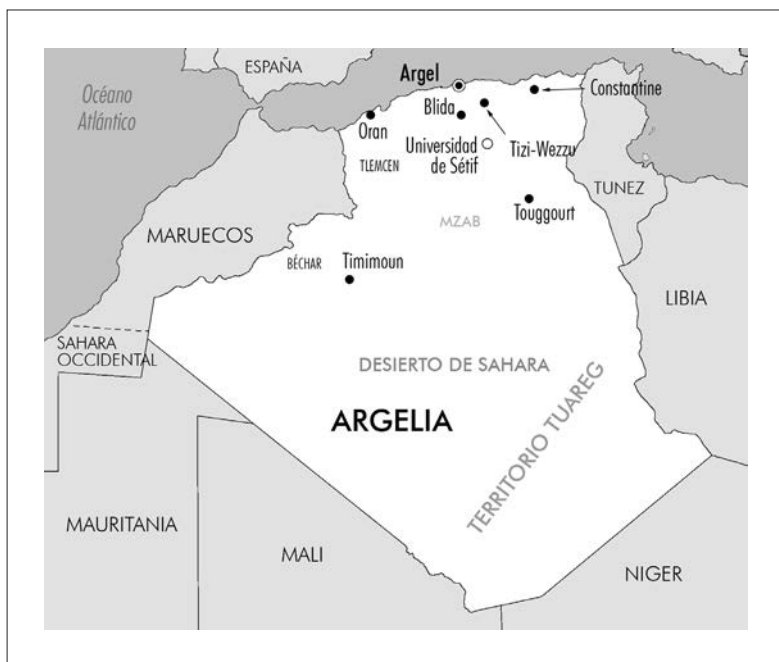 ESPAÑA
Argel
Constantine
Océano
Atlántico
Blida
Oran
Universidad
de Sétif
Tizi-Wezzu
TLEMCEN
TUNEZ
Touggourt
MZAB
MARUECOS
BÉCHAR
Timimoun
LIBIA
SAHARA
OCCIDENTAL
DESIERTO DE SAHARA
ARGELIA
TERRITORIO TUAREG
MAURITANIA
MALI
NIGER